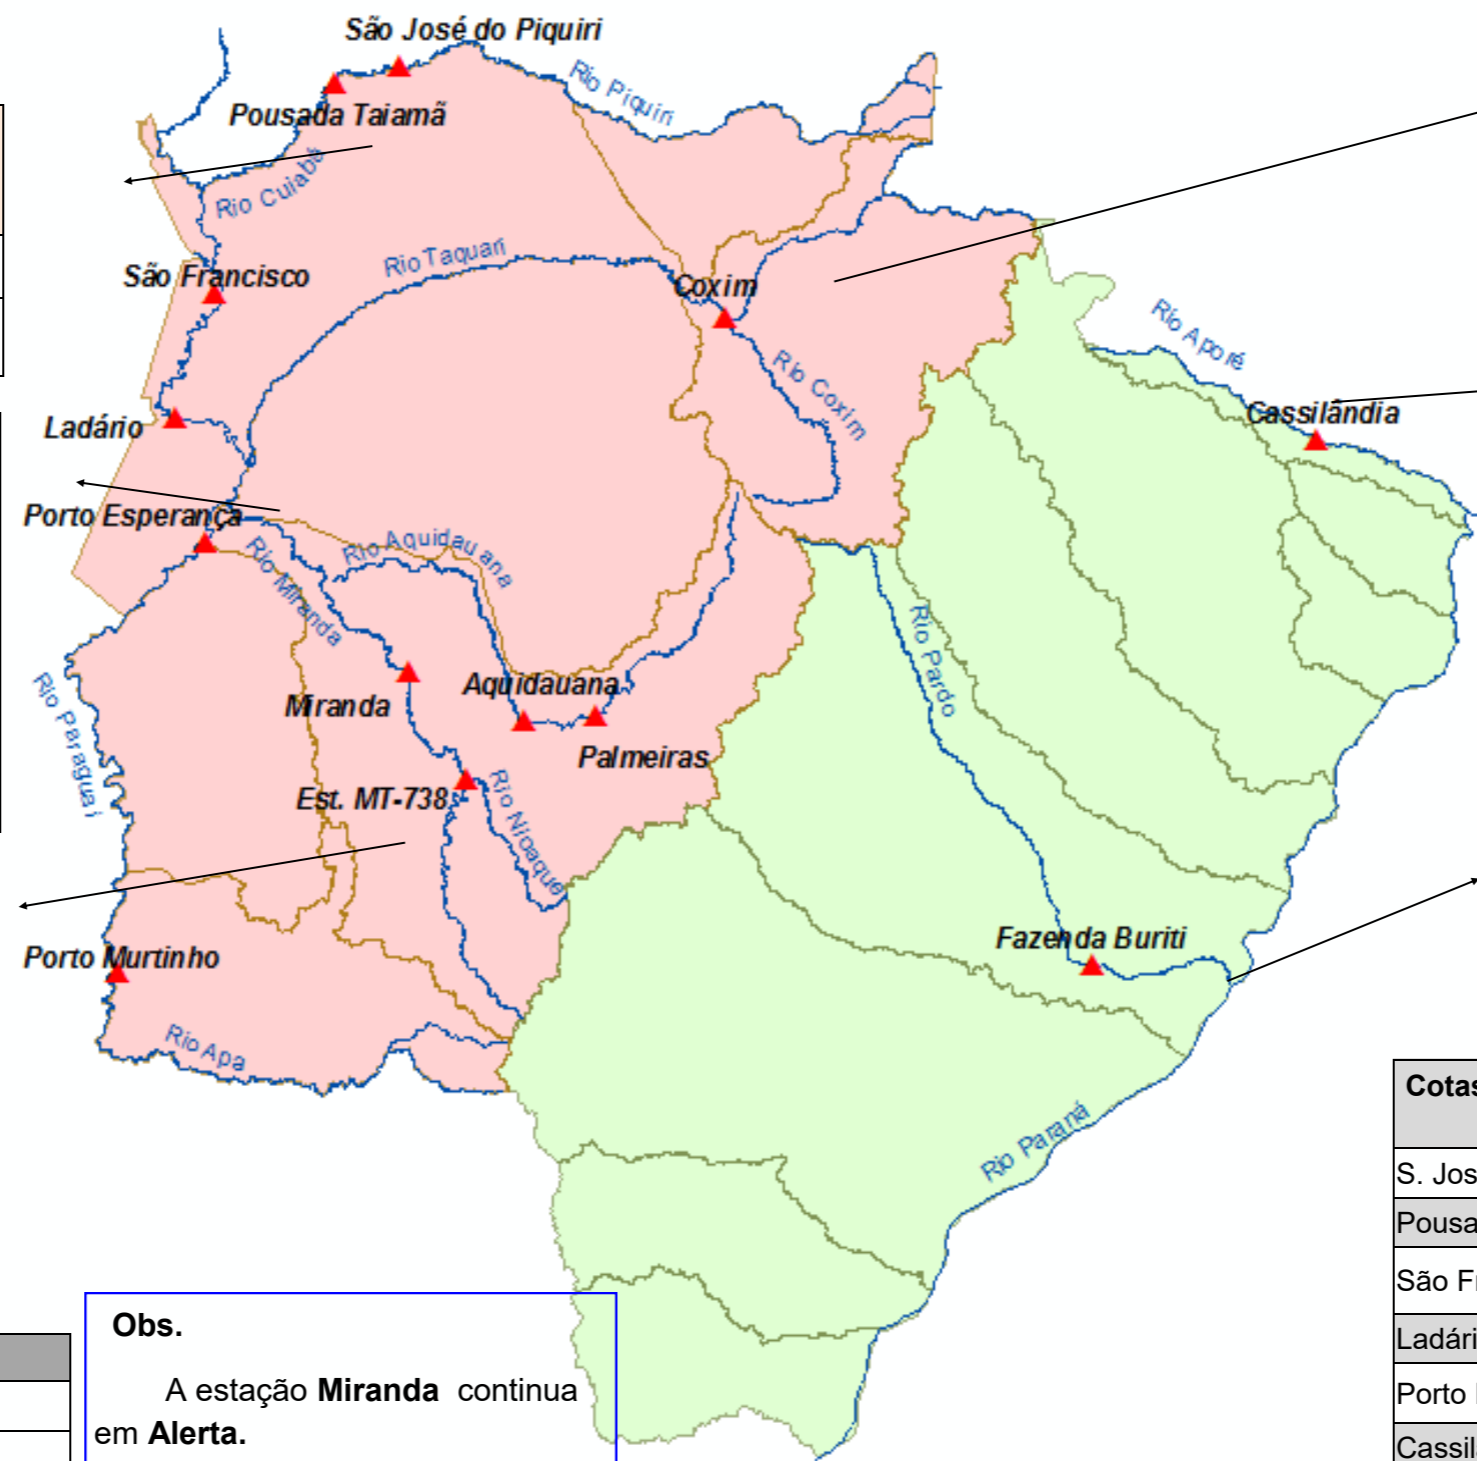 São José do Piquiri
Rio Piquiri
Pousada Taiamã
Rio Cuiabá
Rio Taquari
São Francisco
Coxim
Rio Aporé
Rio Coxim
Cassilândia
Ladário
Porto Esperança
Rio Aquidauana
Rio Miranda
Rio Pardo
Aquidauana
Miranda
Rio Paraguai
Palmeiras
Est. MT-738
Rio Nioaque
Fazenda Buriti
Porto Murtinho
Rio Apa
Rio Paraná
Cotas
S. Jos
Pousa
São Fr
Ladári
Porto
Cassil
Obs.
A estação Miranda continua
em Alerta.